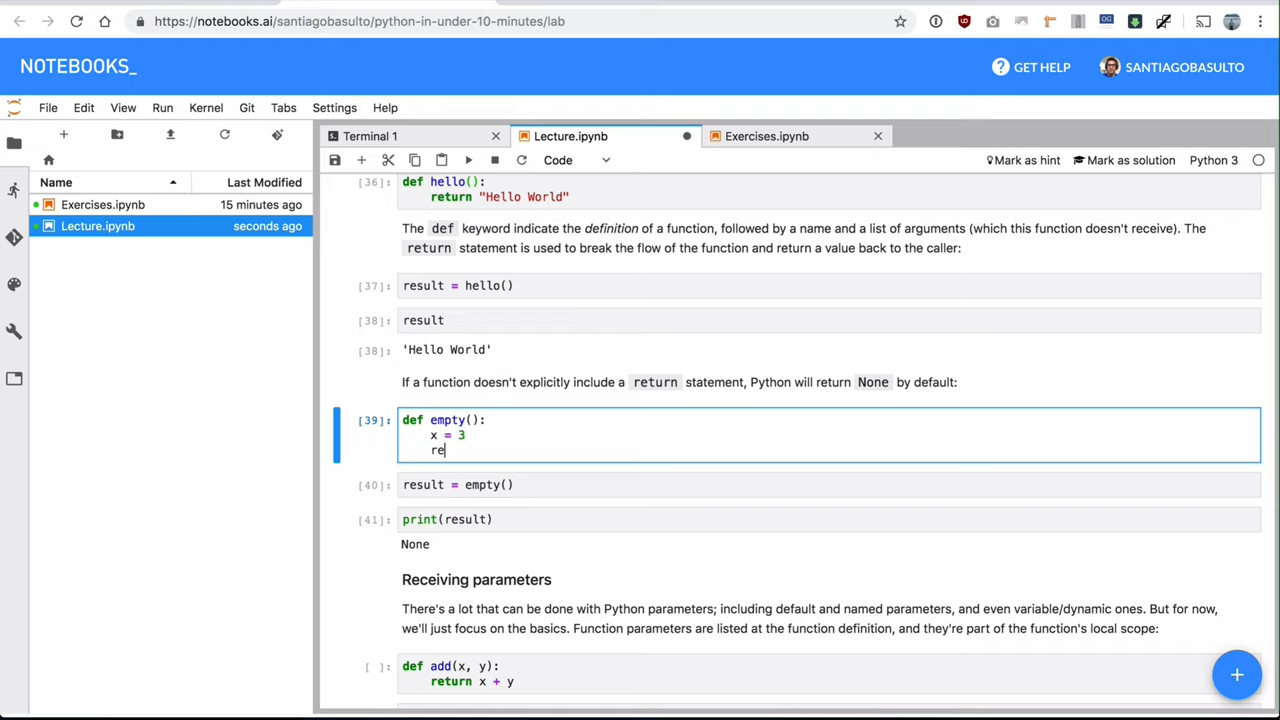 https://notebooks.ai/santiagobasulto/python-in-under-10-minutes/lab
NOTEBOOKS_
? GET HELP
SANTIAGOBASULTO
File Edit View Run Kernel Git Tabs Settings Help
Terminal 1
Lecture.ipynb
Exercises.ipynb
Code
Mark as hint
Mark as solution
Python 3
Name
Last Modified
Exercises.ipynb
15 minutes ago
Lecture.ipynb
seconds ago
[36]: def hello():
return "Hello World"
The def keyword indicate the definition of a function, followed by a name and a list of arguments (which this function doesn't receive). The
return statement is used to break the flow of the function and return a value back to the caller:
[37]: result = hello()
[38]: result
[38]: 'Hello World'
If a function doesn't explicitly include a return statement, Python will return None by default:
[39]: def empty():
x = 3
re
[40]: result = empty()
[41]: print(result)
None
Receiving parameters
There's a lot that can be done with Python parameters; including default and named parameters, and even variable/dynamic ones. But for now,
we'll just focus on the basics. Function parameters are listed at the function definition, and they're part of the function's local scope:
[ ]: def add(x, y):
return x + y